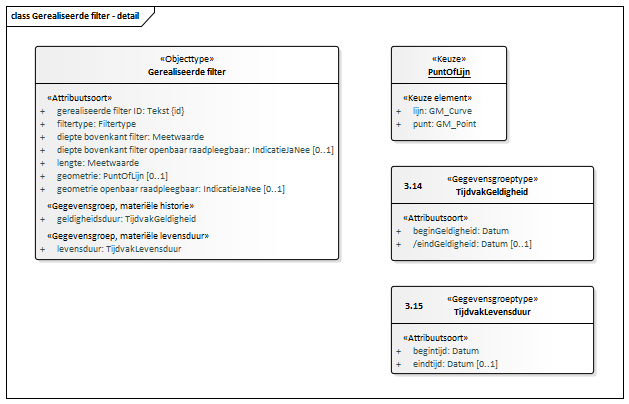 class Gerealiseerde filter - detail
«Objecttype»
Gerealiseerde filter
«Attribuutsoort»
+ gerealiseerde filter ID: Tekst {id}
+ filtertype: Filtertype
+ diepte bovenkant filter: Meetwaarde
+ diepte bovenkant filter openbaar raadpleegbaar: IndicatieJaNee [0..1]
+ lengte: Meetwaarde
+ geometrie: PuntOfLijn [0..1]
+ geometrie openbaar raadpleegbaar: IndicatieJaNee [0..1]
«Gegevensgroep, materiële historie»
+ geldigheidsduur: TijdvakGeldigheid
«Gegevensgroep, materiële levensduur»
+ levensduur: TijdvakLevensduur
«Keuze»
PuntOfLijn
«Keuze element»
+ lijn: GM_Curve
+ punt: GM_Point
3.14 «Gegevensgroeptype»
TijdvakGeldigheid
«Attribuutsoort»
+ beginGeldigheid: Datum
+ /eindGeldigheid: Datum [0..1]
3.15 «Gegevensgroeptype»
TijdvakLevensduur
«Attribuutsoort»
+ begintijd: Datum
+ eindtijd: Datum [0..1]